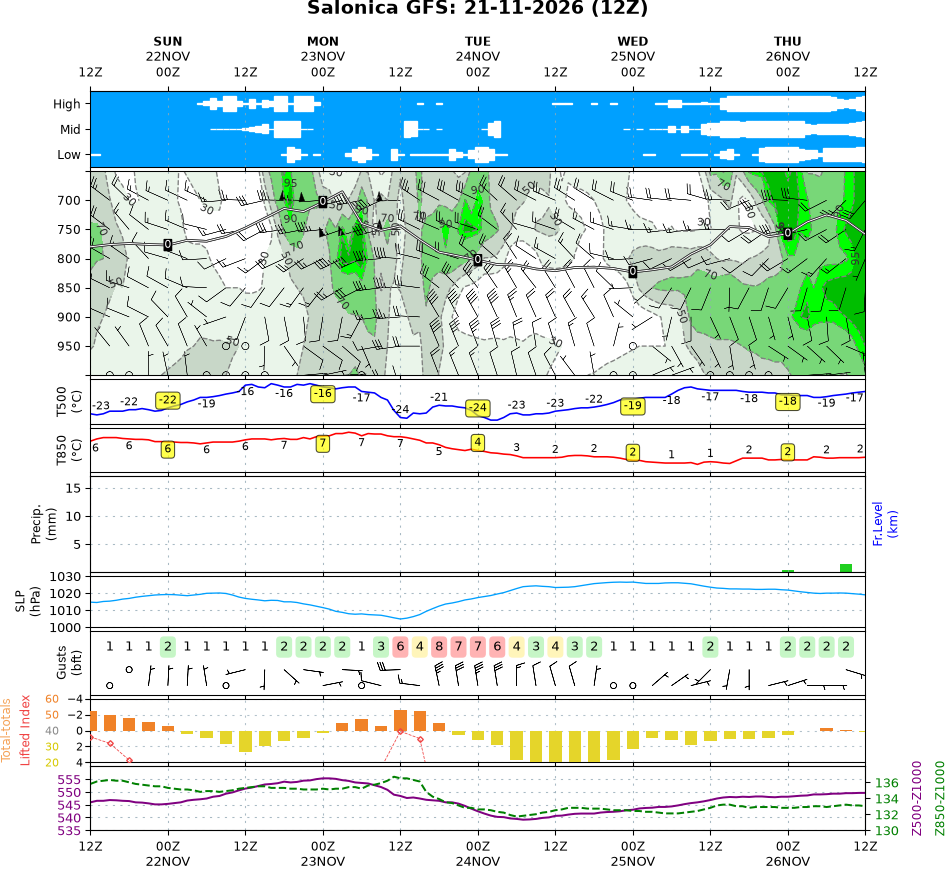 Salonica GFS: 21-11-2026 (12Z)
SUN MON TUE WED THU
22NOV 23NOV 24NOV 25NOV 26NOV
12Z 00Z 12Z 00Z 12Z 00Z 12Z 00Z 12Z 00Z 12Z
High
Mid
Low
700
750
800
850
900
950
0 0 0 0 0
T500 (°C)
-23 -22 -22 -19 -16 -16 -16 -17 -24 -21 -24 -23 -23 -22 -19 -18 -17 -18 -18 -19 -17
T850 (°C)
6 6 6 6 6 7 7 7 7 5 4 3 2 2 2 1 1 2 2 2 2
Precip. (mm)
15
10
5
Fr.Level (km)
SLP (hPa)
1030
1020
1010
1000
Gusts (bft)
1 1 1 2 1 1 1 1 1 2 2 2 2 1 3 6 4 8 7 7 6 4 3 4 3 2 1 1 1 1 1 2 1 1 1 2 2 2 2
Total-totals
Lifted Index
60 −4
50 −2
40 0
30 2
20 4
555
550
545
540
535
136
134
132
130
Z500-Z1000
Z850-Z1000
12Z 00Z 12Z 00Z 12Z 00Z 12Z 00Z 12Z 00Z 12Z
22NOV 23NOV 24NOV 25NOV 26NOV